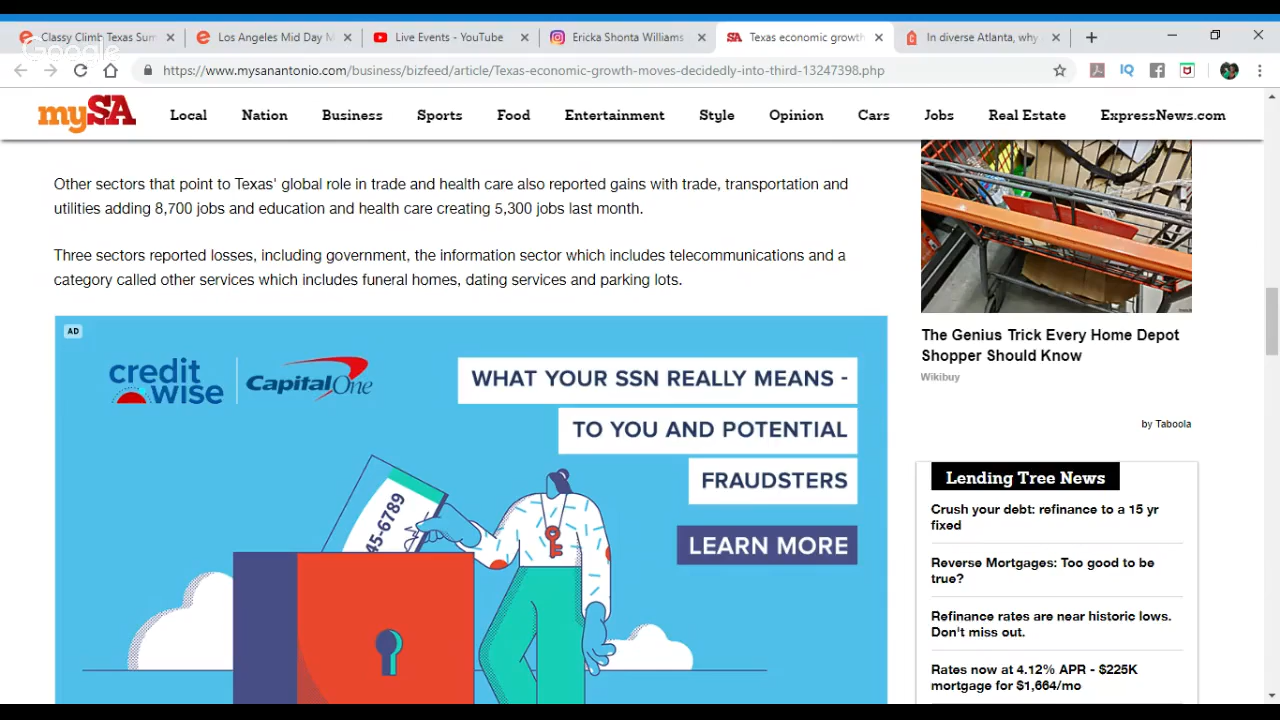 Classy Climb Texas Sum
Los Angeles Mid Day M
Live Events - YouTube
Ericka Shonta Williams
SA Texas economic growth
In diverse Atlanta, why
Google
https://www.mysanantonio.com/business/bizfeed/article/Texas-economic-growth-moves-decidedly-into-third-13247398.php
IQ
mySA
Local Nation Business Sports Food Entertainment Style Opinion Cars Jobs Real Estate ExpressNews.com
Other sectors that point to Texas' global role in trade and health care also reported gains with trade, transportation and
utilities adding 8,700 jobs and education and health care creating 5,300 jobs last month.
Three sectors reported losses, including government, the information sector which includes telecommunications and a
category called other services which includes funeral homes, dating services and parking lots.
AD
credit
wise
Capital One
WHAT YOUR SSN REALLY MEANS -
TO YOU AND POTENTIAL
FRAUDSTERS
LEARN MORE
45-6789
The Genius Trick Every Home Depot
Shopper Should Know
Wikibuy
by Taboola
Lending Tree News
Crush your debt: refinance to a 15 yr
fixed
Reverse Mortgages: Too good to be
true?
Refinance rates are near historic lows.
Don't miss out.
Rates now at 4.12% APR - $225K
mortgage for $1,664/mo